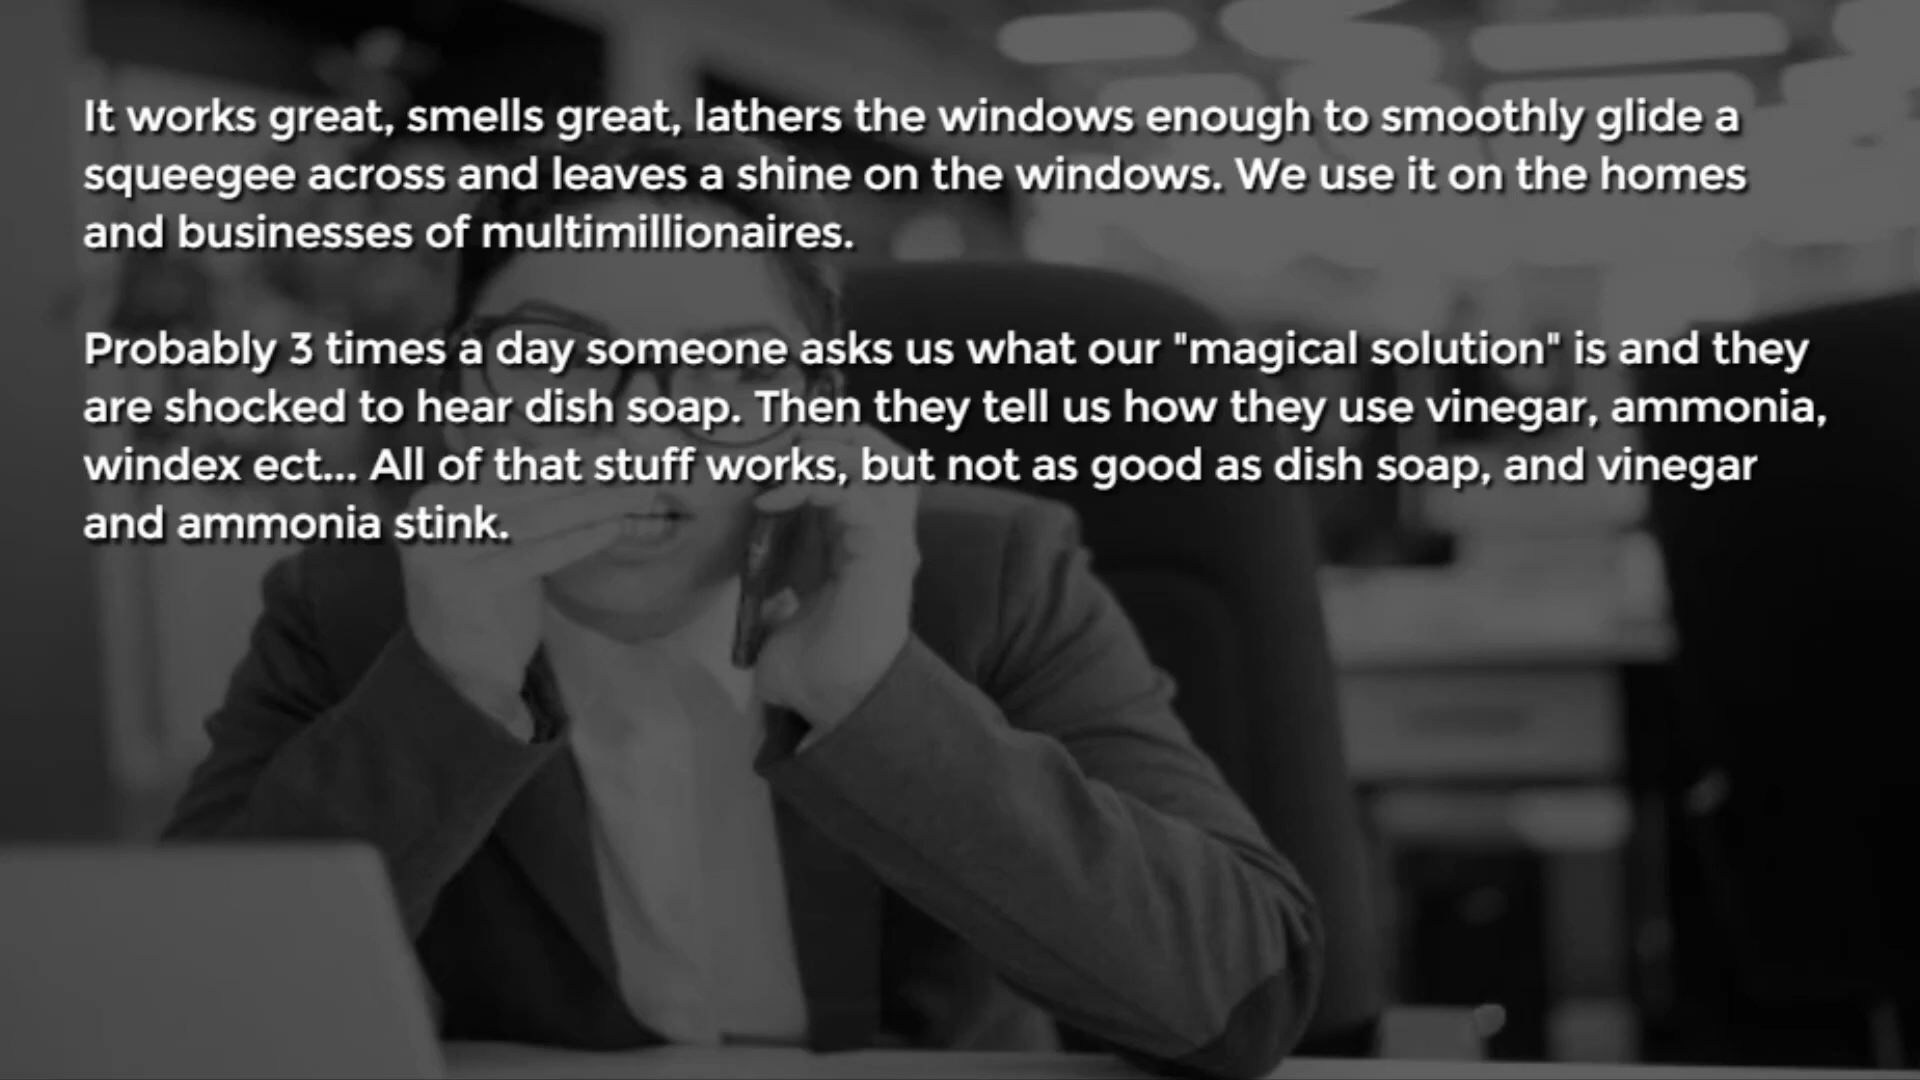 It works great, smells great, lathers the windows enough to smoothly glide a
squeegee across and leaves a shine on the windows. We use it on the homes
and businesses of multimillionaires.
Probably 3 times a day someone asks us what our "magical solution" is and they
are shocked to hear dish soap. Then they tell us how they use vinegar, ammonia,
windex ect... All of that stuff works, but not as good as dish soap, and vinegar
and ammonia stink.